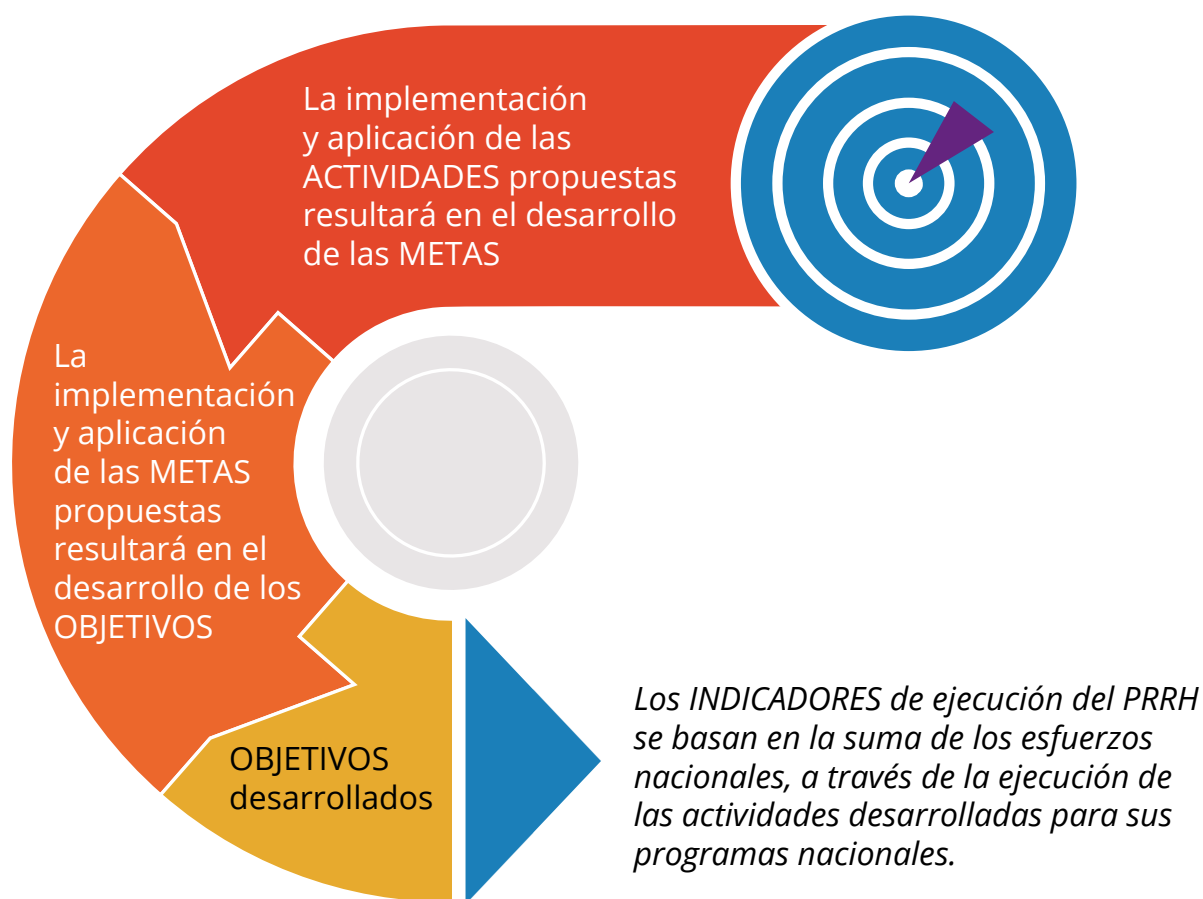 La implementación
y aplicación de las
ACTIVIDADES propuestas
resultará en el desarrollo
de las METAS
La
implementación
y aplicación
de las METAS
propuestas
resultará en el
desarrollo de los
OBJETIVOS
OBJETIVOS
desarrollados
Los INDICADORES de ejecución del PRRH
se basan en la suma de los esfuerzos
nacionales, a través de la ejecución de
las actividades desarrolladas para sus
programas nacionales.